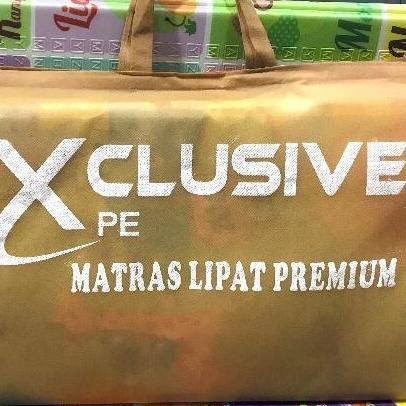 XCLUSIVE
PE
MATRAS LIPAT PREMIUM